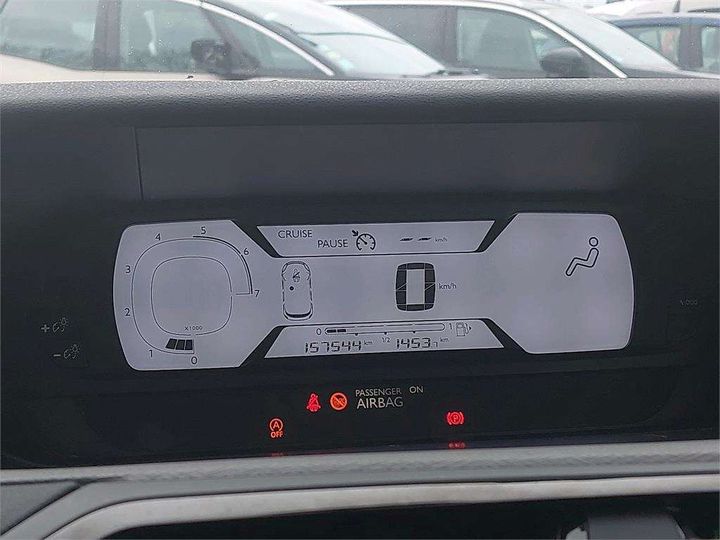 CRUISE
PAUSE -- km/h
4 5
3 6
2 7
1 0
X1000
km/h
0 1/2 1
157544 km 1453.7 km
PASSENGER ON
AIRBAG
A
OFF
P